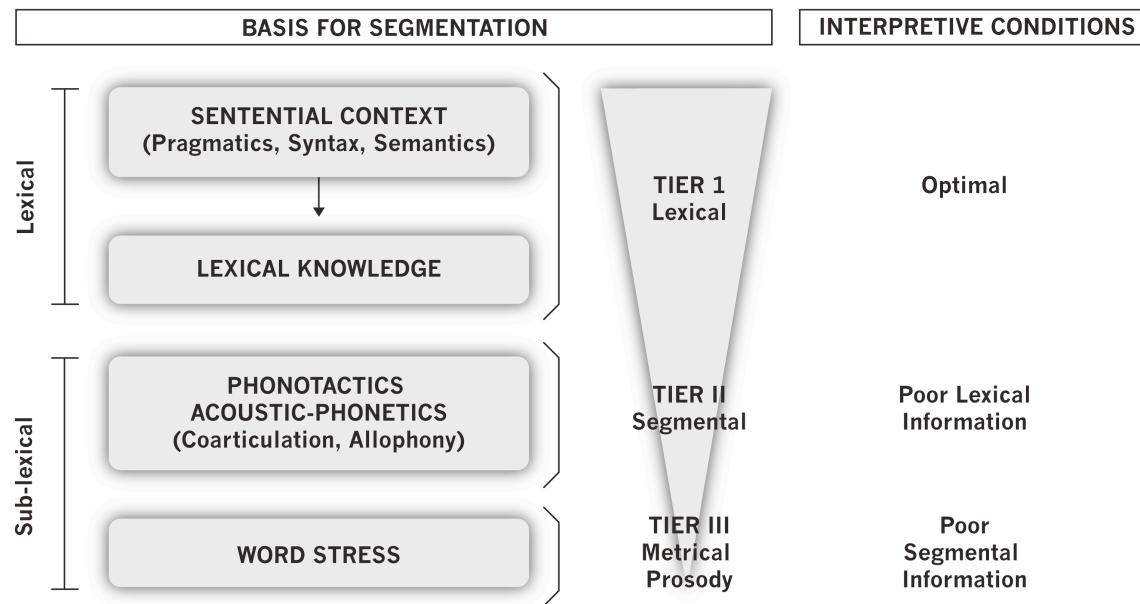 BASIS FOR SEGMENTATION
INTERPRETIVE CONDITIONS
Lexical
SENTENTIAL CONTEXT
(Pragmatics, Syntax, Semantics)
LEXICAL KNOWLEDGE
TIER 1
Lexical
Optimal
Sub-lexical
PHONOTACTICS
ACOUSTIC-PHONETICS
(Coarticulation, Allophony)
TIER II
Segmental
Poor Lexical
Information
WORD STRESS
TIER III
Metrical
Prosody
Poor
Segmental
Information